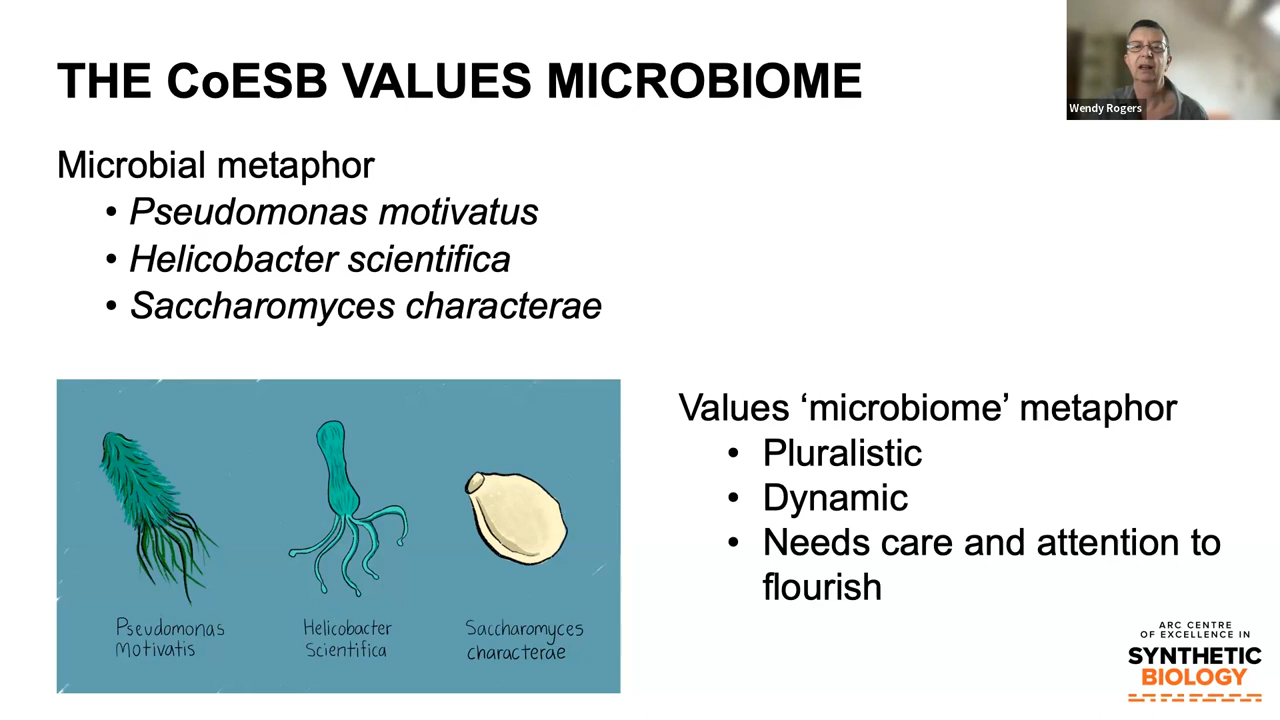 THE CoESB VALUES MICROBIOME
Wendy Rogers
Microbial metaphor
• Pseudomonas motivatus
• Helicobacter scientifica
• Saccharomyces characterae
Pseudomonas
Motivatis
Helicobacter
Scientifica
Saccharomyces
characterae
Values ‘microbiome’ metaphor
• Pluralistic
• Dynamic
• Needs care and attention to
flourish
ARC CENTRE
OF EXCELLENCE IN
SYNTHETIC
BIOLOGY